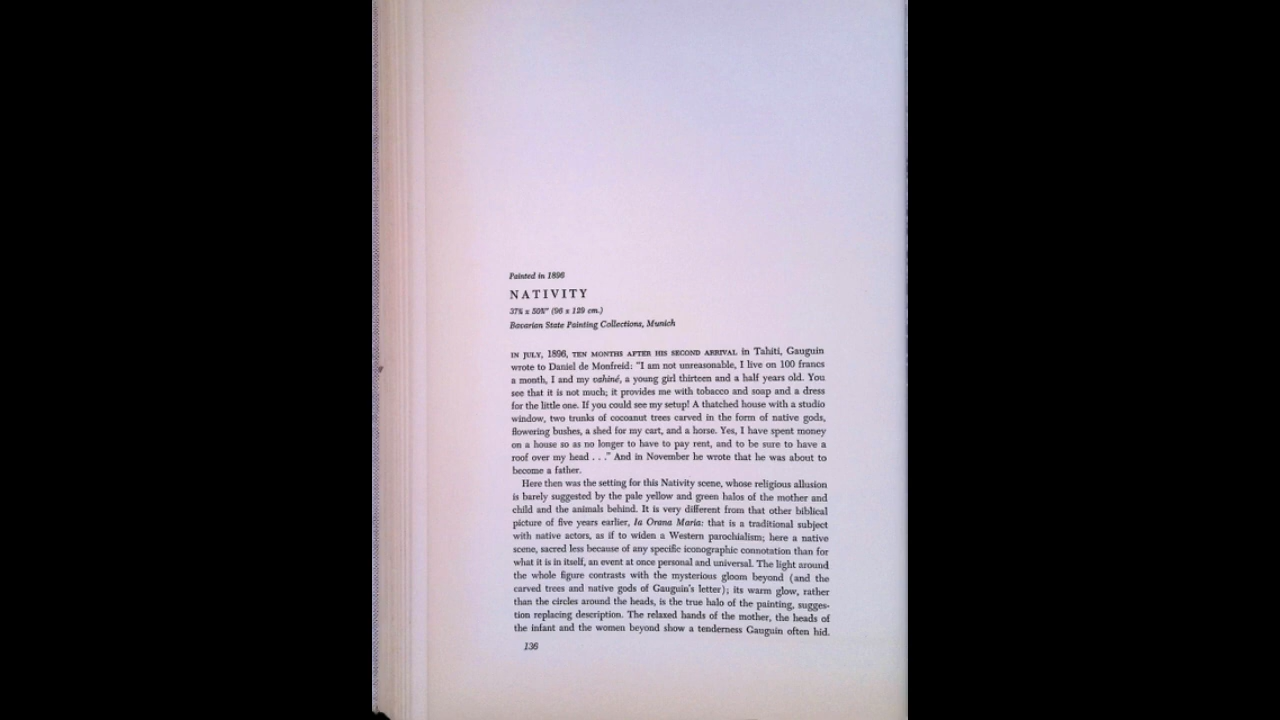 Painted in 1896
NATIVITY
37¾ x 50¾" (96 x 129 cm.)
Bavarian State Painting Collections, Munich
IN JULY, 1896, TEN MONTHS AFTER HIS SECOND ARRIVAL in Tahiti, Gauguin
wrote to Daniel de Monfreid: "I am not unreasonable, I live on 100 francs
a month, I and my vahiné, a young girl thirteen and a half years old. You
see that it is not much; it provides me with tobacco and soap and a dress
for the little one. If you could see my setup! A thatched house with a studio
window, two trunks of cocoanut trees carved in the form of native gods,
flowering bushes, a shed for my cart, and a horse. Yes, I have spent money
on a house so as no longer to have to pay rent, and to be sure to have a
roof over my head . . ." And in November he wrote that he was about to
become a father.
Here then was the setting for this Nativity scene, whose religious allusion
is barely suggested by the pale yellow and green halos of the mother and
child and the animals behind. It is very different from that other biblical
picture of five years earlier, Ia Orana Maria: that is a traditional subject
with native actors, as if to widen a Western parochialism; here a native
scene, sacred less because of any specific iconographic connotation than for
what it is in itself, an event at once personal and universal. The light around
the whole figure contrasts with the mysterious gloom beyond (and the
carved trees and native gods of Gauguin's letter); its warm glow, rather
than the circles around the heads, is the true halo of the painting, sugges-
tion replacing description. The relaxed hands of the mother, the heads of
the infant and the women beyond show a tenderness Gauguin often hid.
136